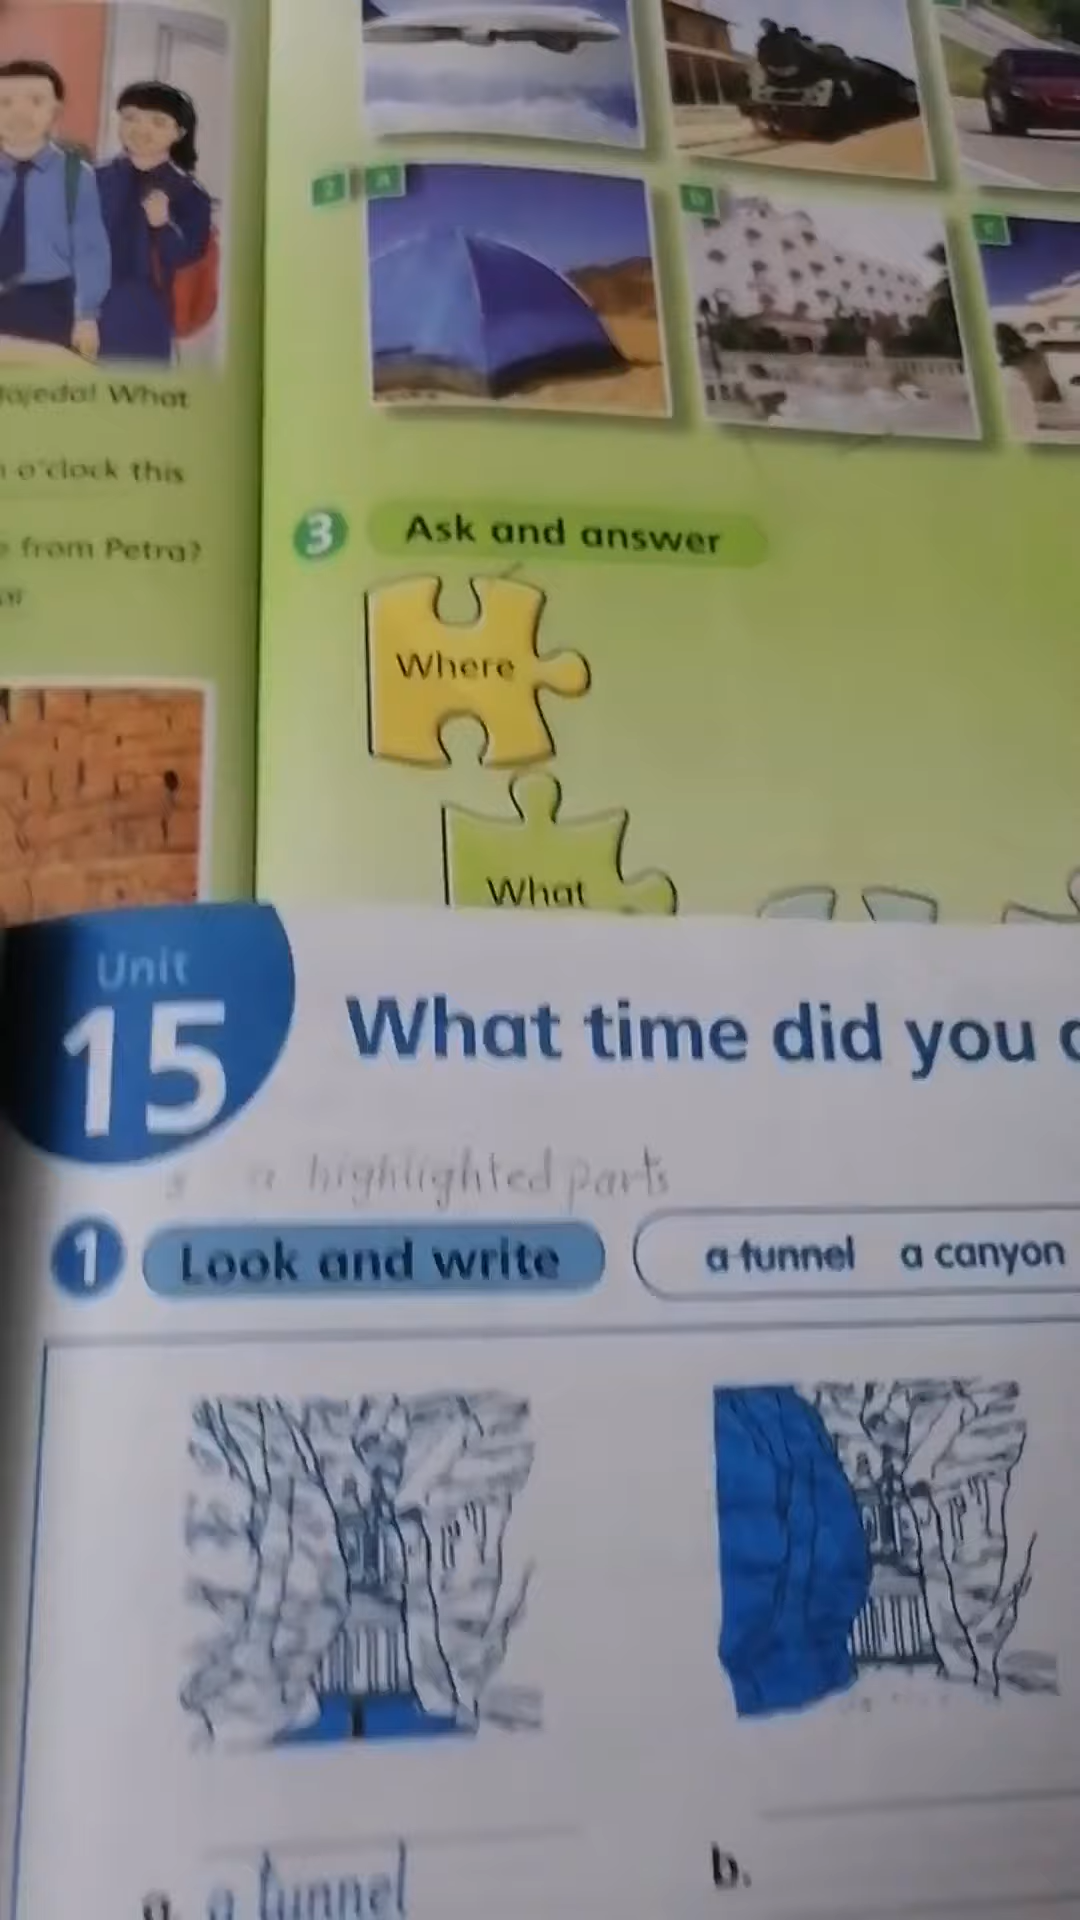 What
o'clock this
from Petra?
2 a
b
c
3 Ask and answer
Where
What
Unit
15
What time did you
highlighted parts
1 Look and write
a tunnel a canyon
a. a tunnel
b.